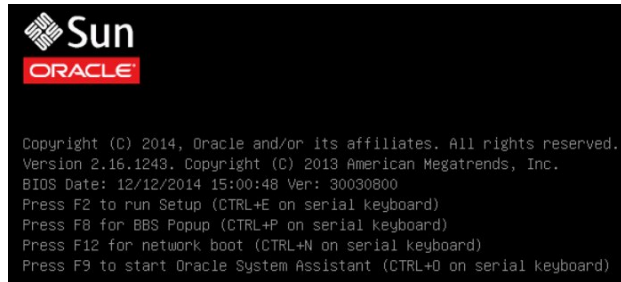 Sun
ORACLE
Copyright (C) 2014, Oracle and/or its affiliates. All rights reserved.
Version 2.16.1243. Copyright (C) 2013 American Megatrends, Inc.
BIOS Date: 12/12/2014 15:00:48 Ver: 30030800
Press F2 to run Setup (CTRL+E on serial keyboard)
Press F8 for BBS Popup (CTRL+P on serial keyboard)
Press F12 for network boot (CTRL+N on serial keyboard)
Press F9 to start Oracle System Assistant (CTRL+O on serial keyboard)